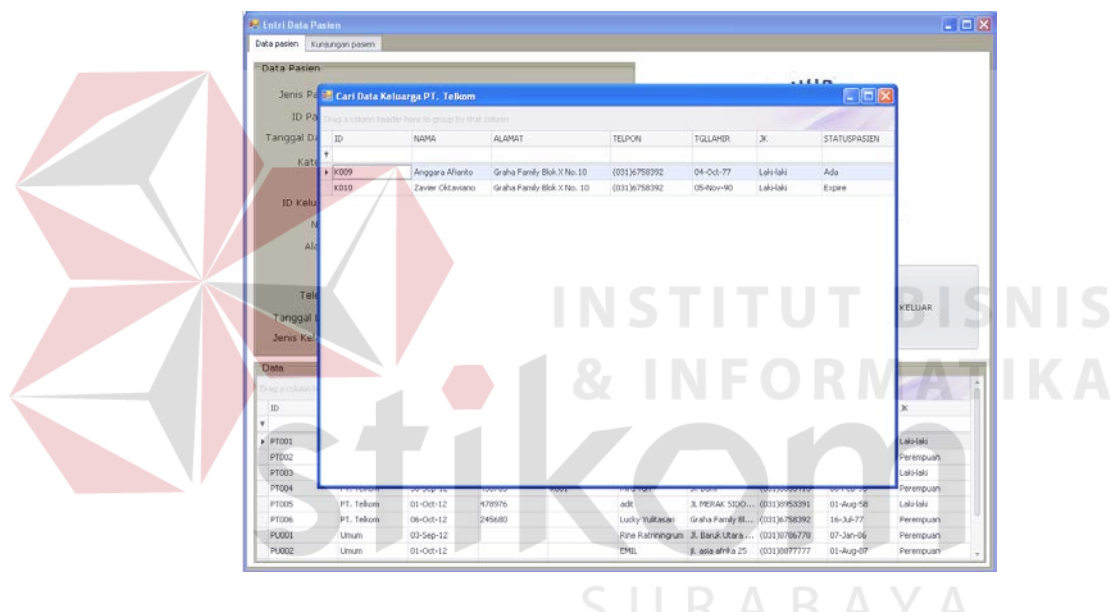 Entri Data Pasien
Data pasien Kunjungan pasien
Data Pasien
Jenis Pa
Cari Data Keluarga PT. Telkom
ID Pa
Drag a column header here to group by that column
Tanggal Da
ID NAMA ALAMAT TELPON TGLLAHIR JK STATUSPASIEN
Kate
K009 Anggara Afianto Graha Family Blok X No.10 (031)6758392 04-Oct-77 Laki-laki Ada
K010 Zavier Oktaviano Graha Family Blok X No. 10 (031)6758392 05-Nov-90 Laki-laki Expire
ID Kelu
N
Ala
Tele
KELUAR
Tanggal L
Jenis Kel
INSTITUT BISNIS
& INFORMATIKA
stikom
SURABAYA
Data
Drag a column h
ID JK
PT001 Laki-laki
PT002 Perempuan
PT003 Laki-laki
PT004 Perempuan
PT005 PT. Telkom 01-Oct-12 478976 adit JL MERAK SIDO... (031)8953391 01-Aug-58 Laki-laki
PT006 PT. Telkom 06-Oct-12 245680 Lucky Yulitasari Graha Family Bl... (031)6758392 16-Jul-77 Perempuan
PU001 Umum 03-Sep-12 Rine Ratriningrum Jl. Baruk Utara ... (031)8706770 07-Jan-86 Perempuan
PU002 Umum 01-Oct-12 EMIL jl. asia afrika 25 (031)8877777 01-Aug-87 Perempuan